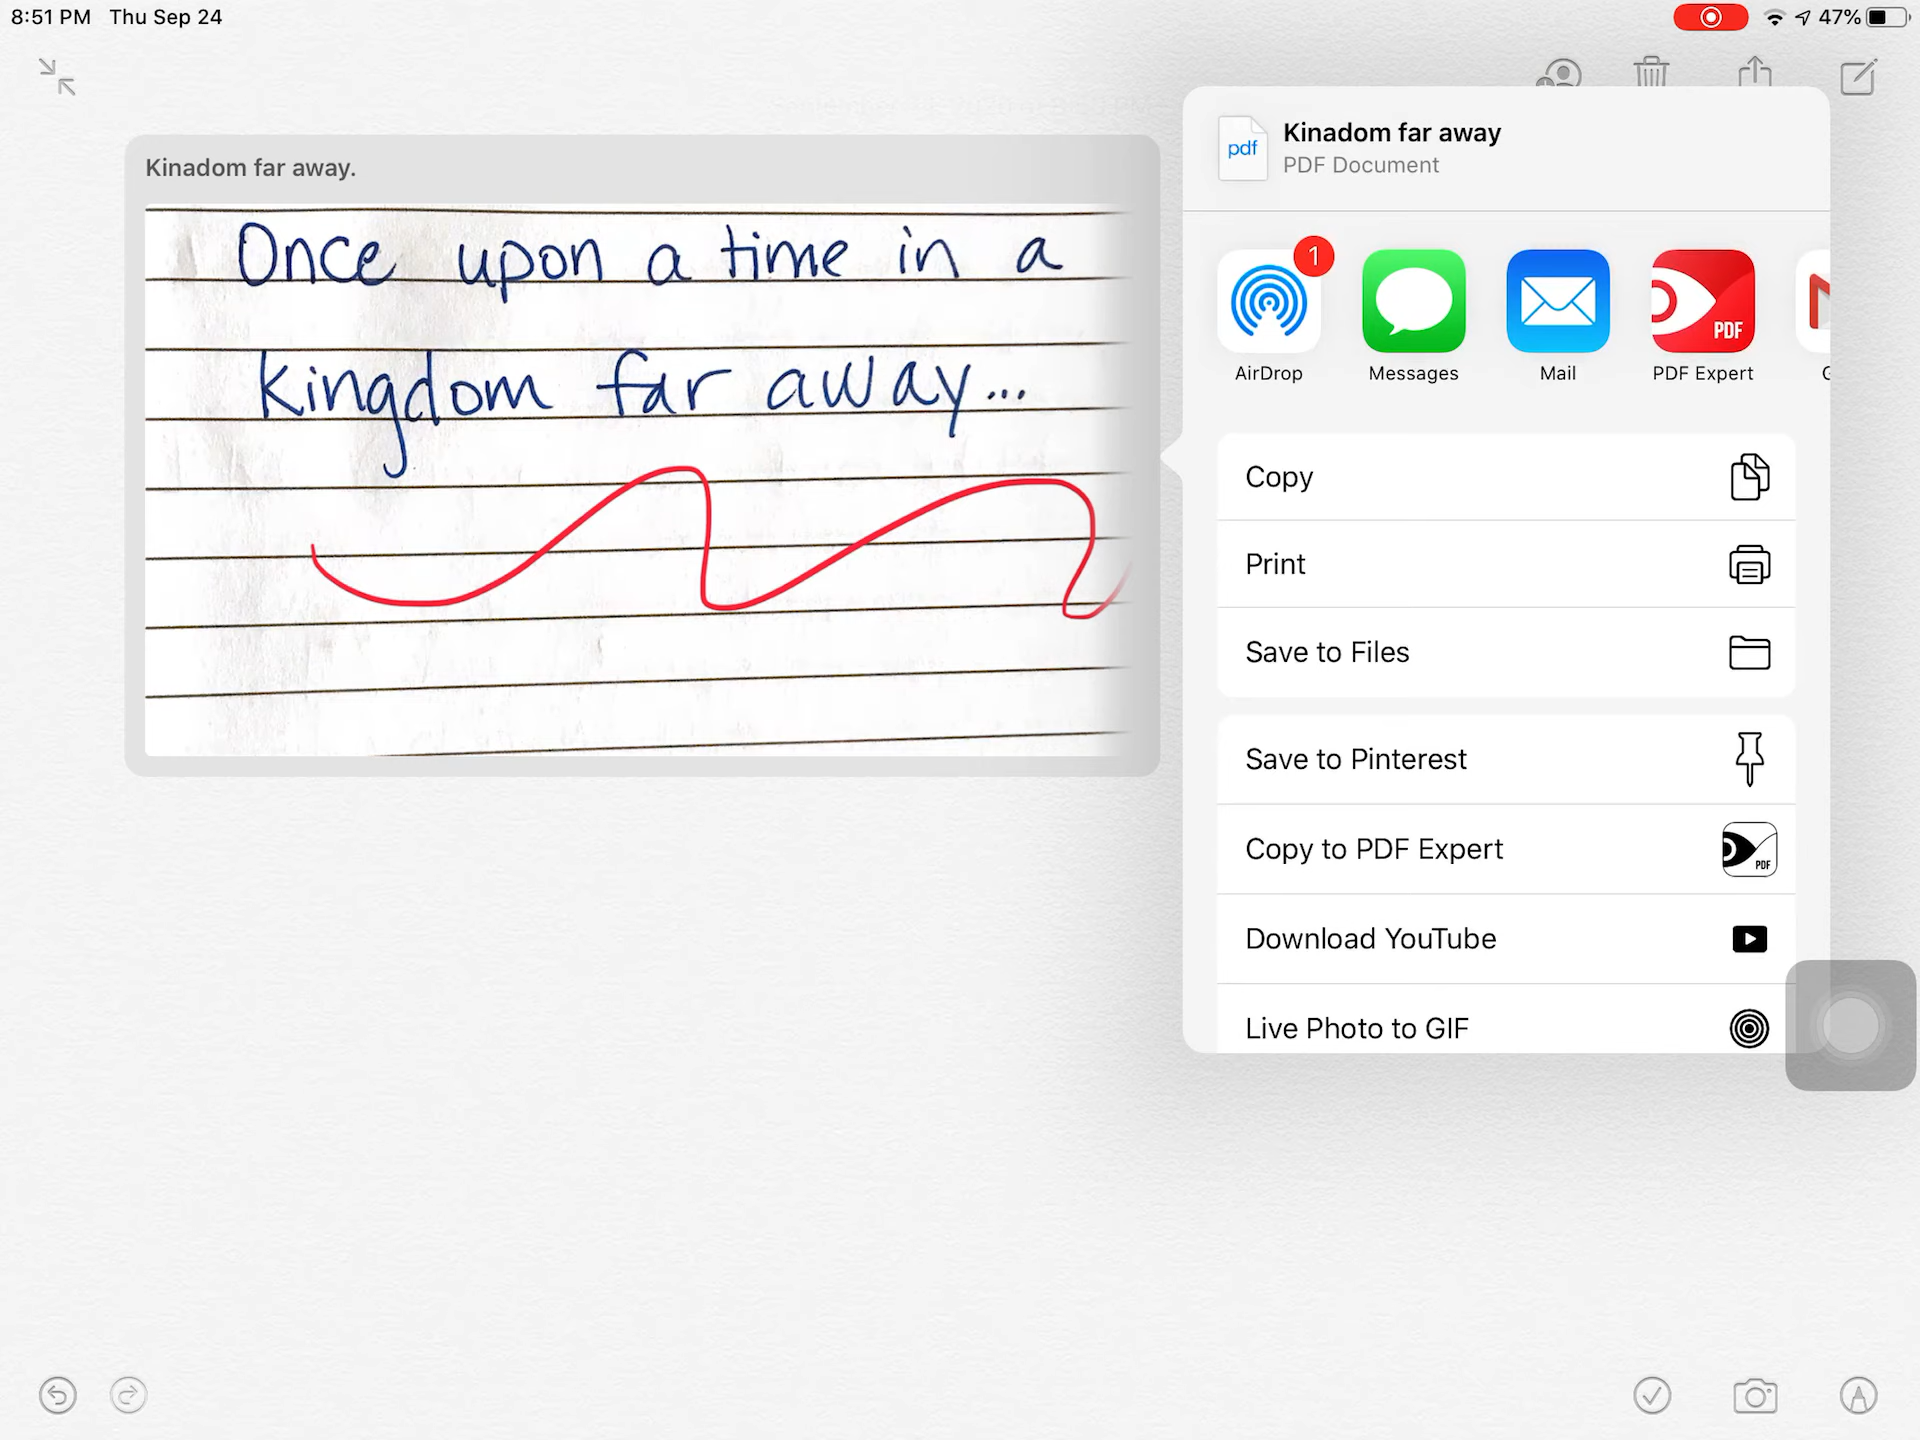 8:51 PM Thu Sep 24
47%
Kinadom far away.
Once upon a time in a
kingdom far away...
pdf
Kinadom far away
PDF Document
1
PDF
AirDrop
Messages
Mail
PDF Expert
Copy
Print
Save to Files
Save to Pinterest
Copy to PDF Expert
PDF
Download YouTube
Live Photo to GIF